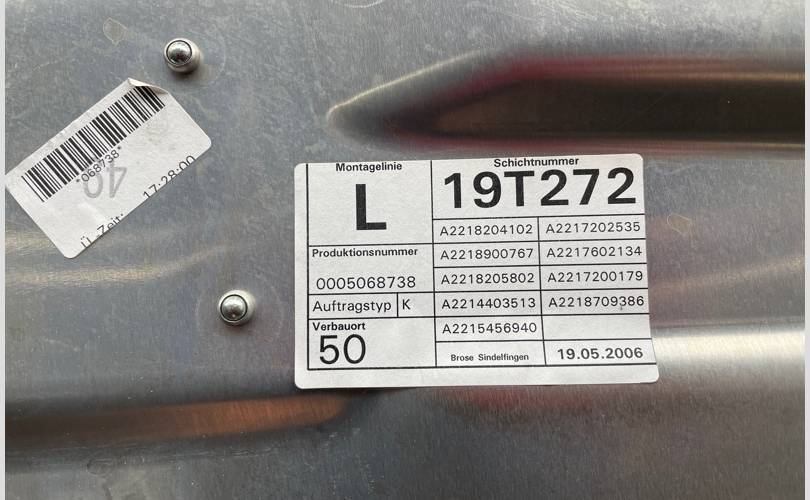 *068738*
40
Ü. Zeit: 17:28:00
Montagelinie
L
Schichtnummer
19T272
Produktionsnummer
0005068738
Auftragstyp K
Verbauort
50
A2218204102 A2217202535
A2218900767 A2217602134
A2218205802 A2217200179
A2214403513 A2218709386
A2215456940
Brose Sindelfingen 19.05.2006